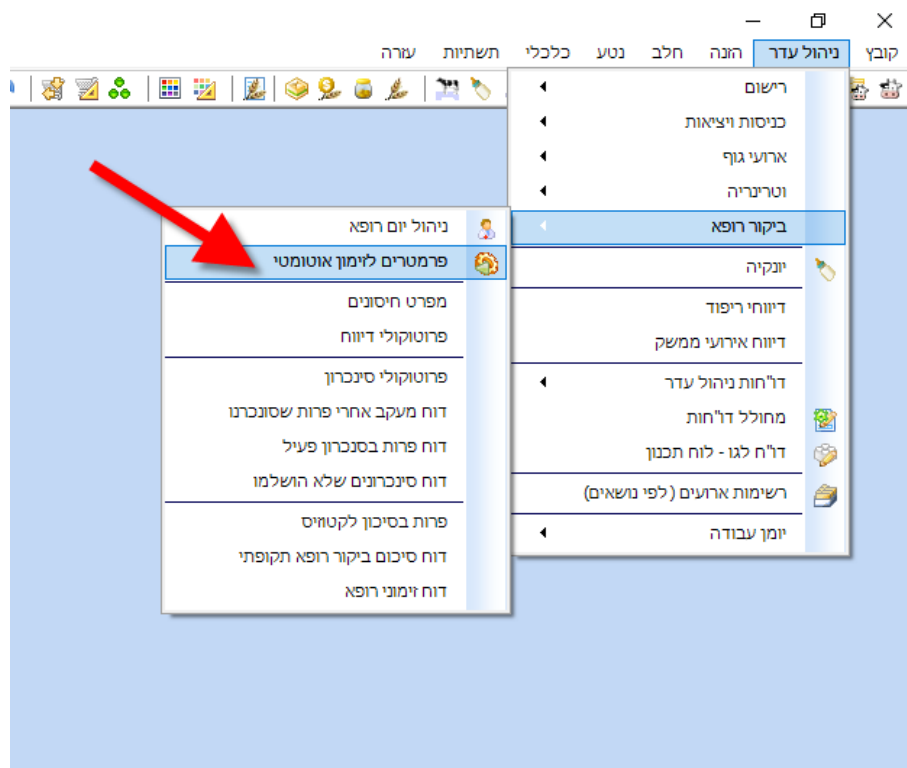 קובץ ניהול עדר הזנה חלב נטע כלכלי תשתיות עזרה
רישום
כניסות ויציאות
ארועי גוף
וטרינריה
ביקור רופא
יונקיה
דיווחי ריפוד
דיווח אירועי ממשק
דו"חות ניהול עדר
מחולל דו"חות
דו"ח לגו - לוח תכנון
רשימות ארועים (לפי נושאים)
יומן עבודה
ניהול יום רופא
פרמטרים לזימון אוטומטי
מפרט חיסונים
פרוטוקולי דיווח
פרוטוקולי סינכרון
דוח מעקב אחרי פרות שסונכרנו
דוח פרות בסנכרון פעיל
דוח סינכרונים שלא הושלמו
פרות בסיכון לקטוזיס
דוח סיכום ביקור רופא תקופתי
דוח זימוני רופא